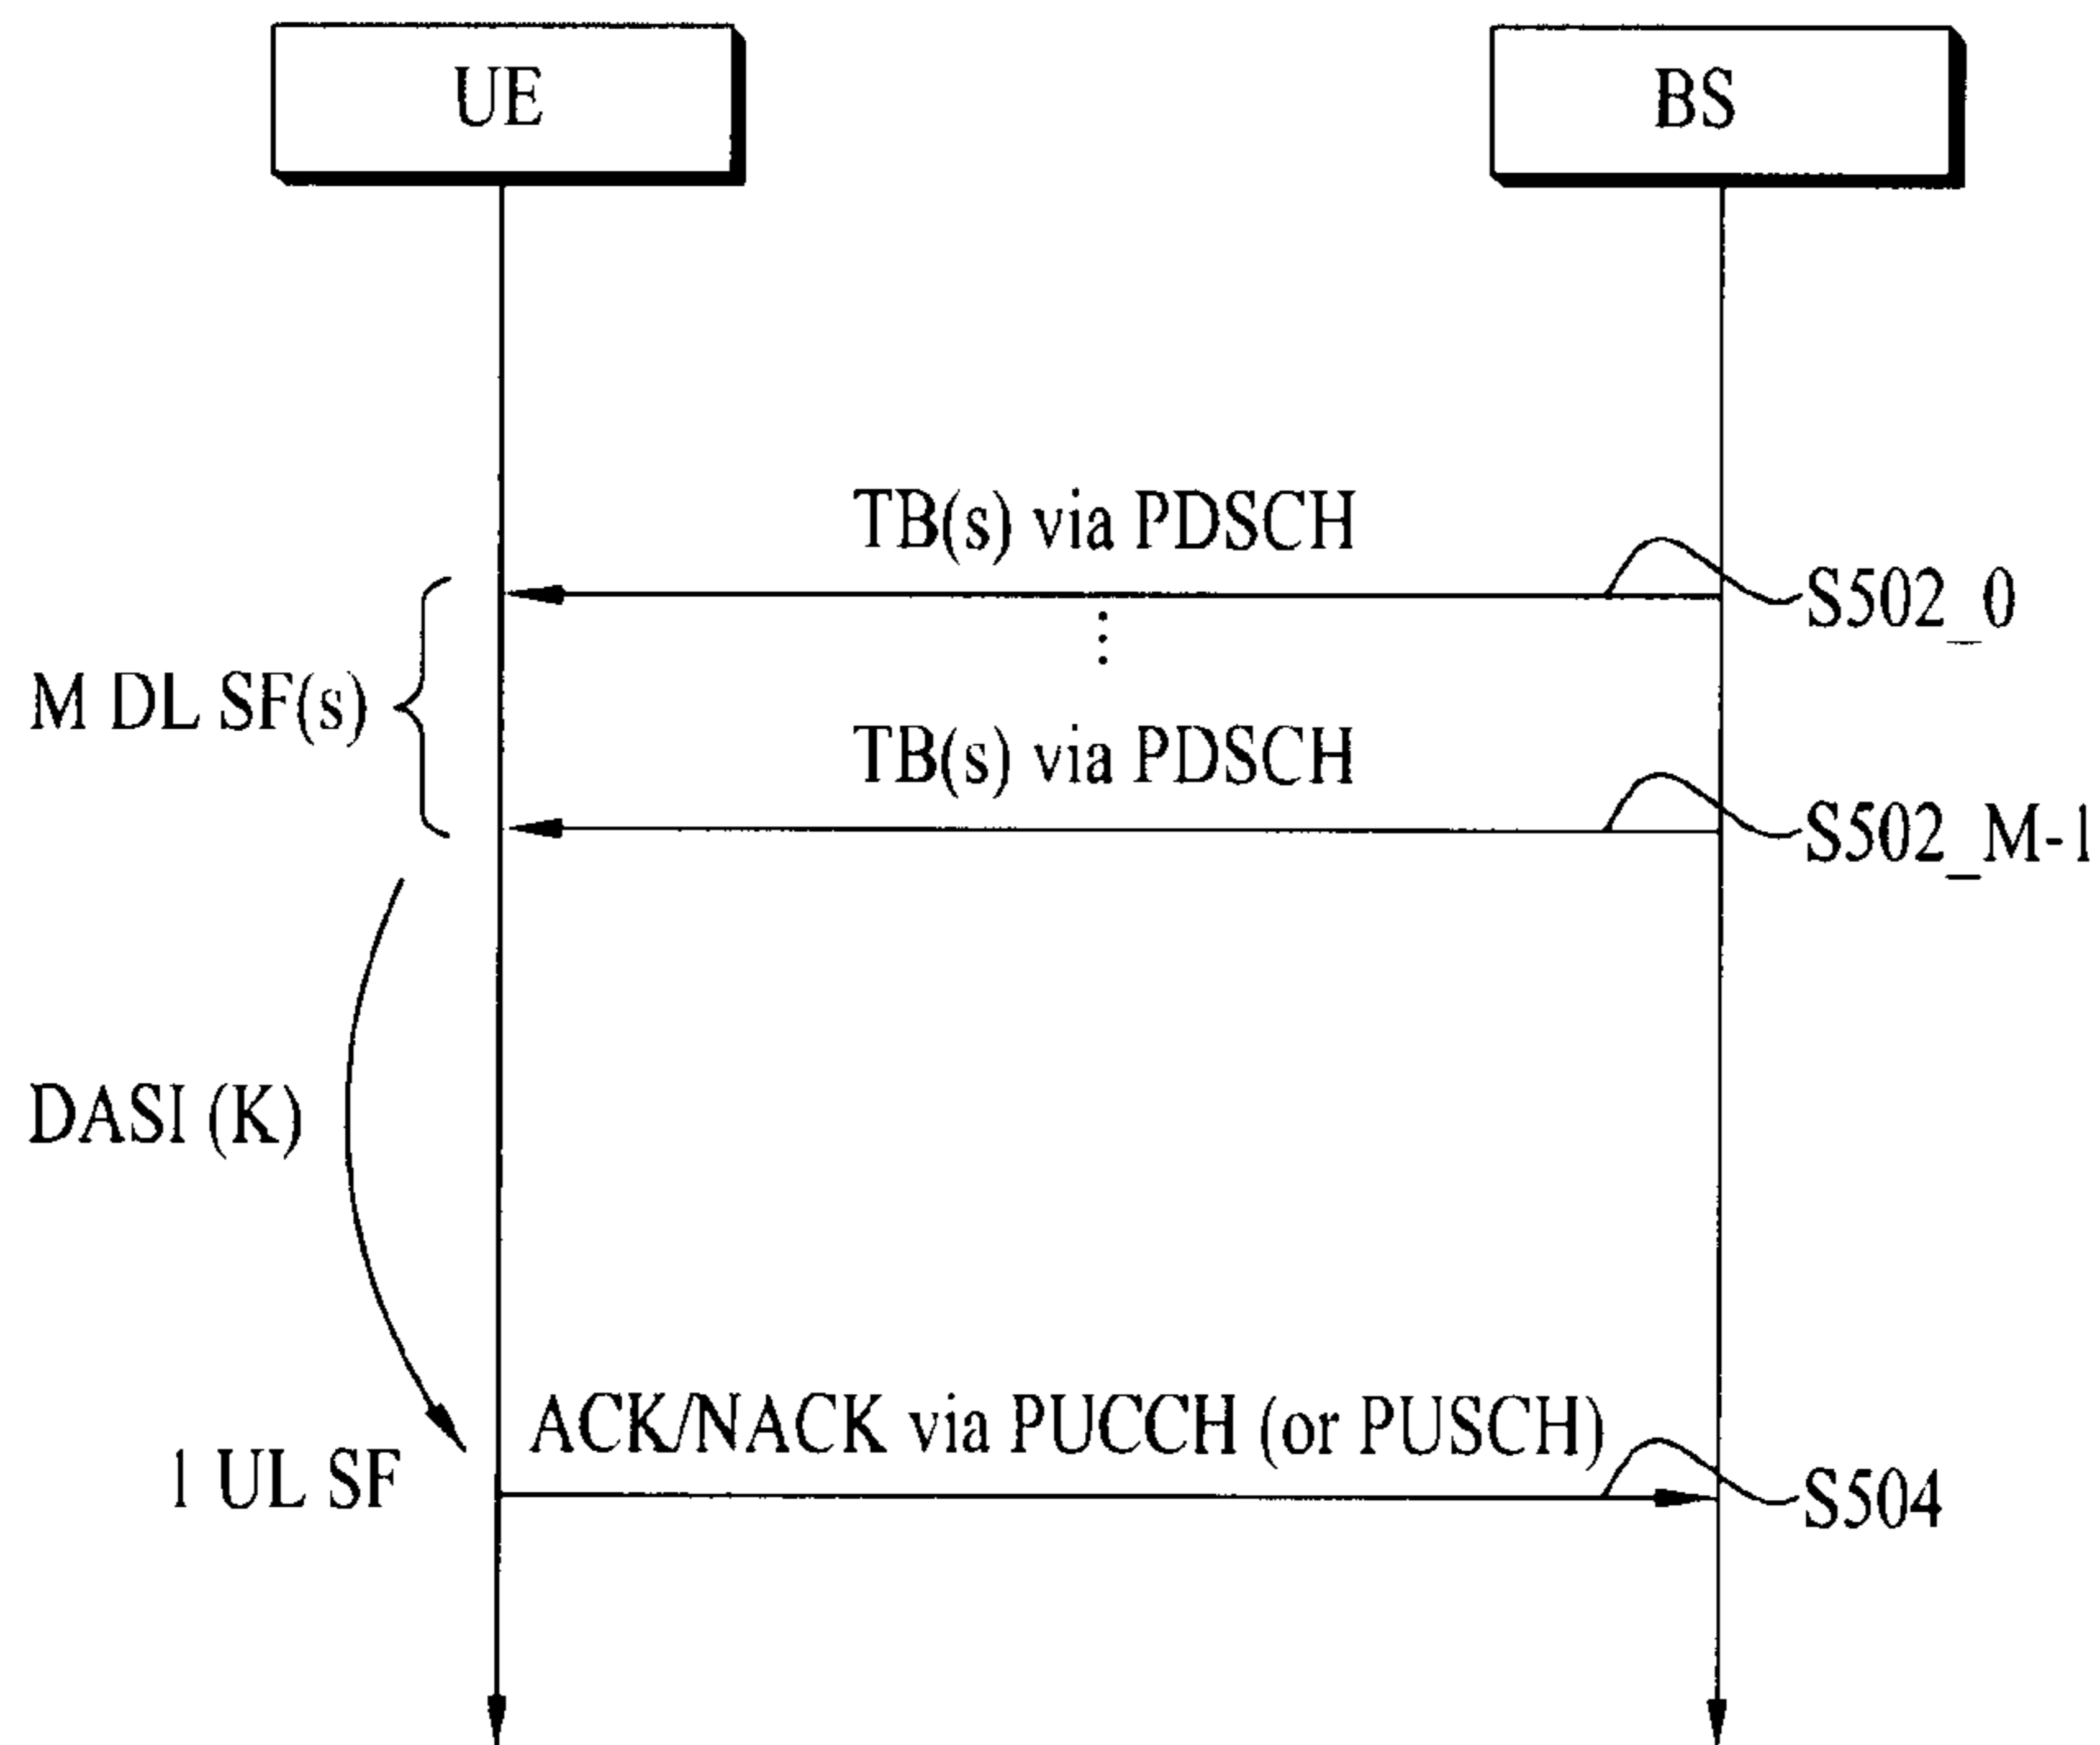 UE
BS
TB(s) via PDSCH
S502_0
M DL SF(s)
TB(s) via PDSCH
S502_M-1
DASI (K)
ACK/NACK via PUCCH (or PUSCH)
1 UL SF
S504